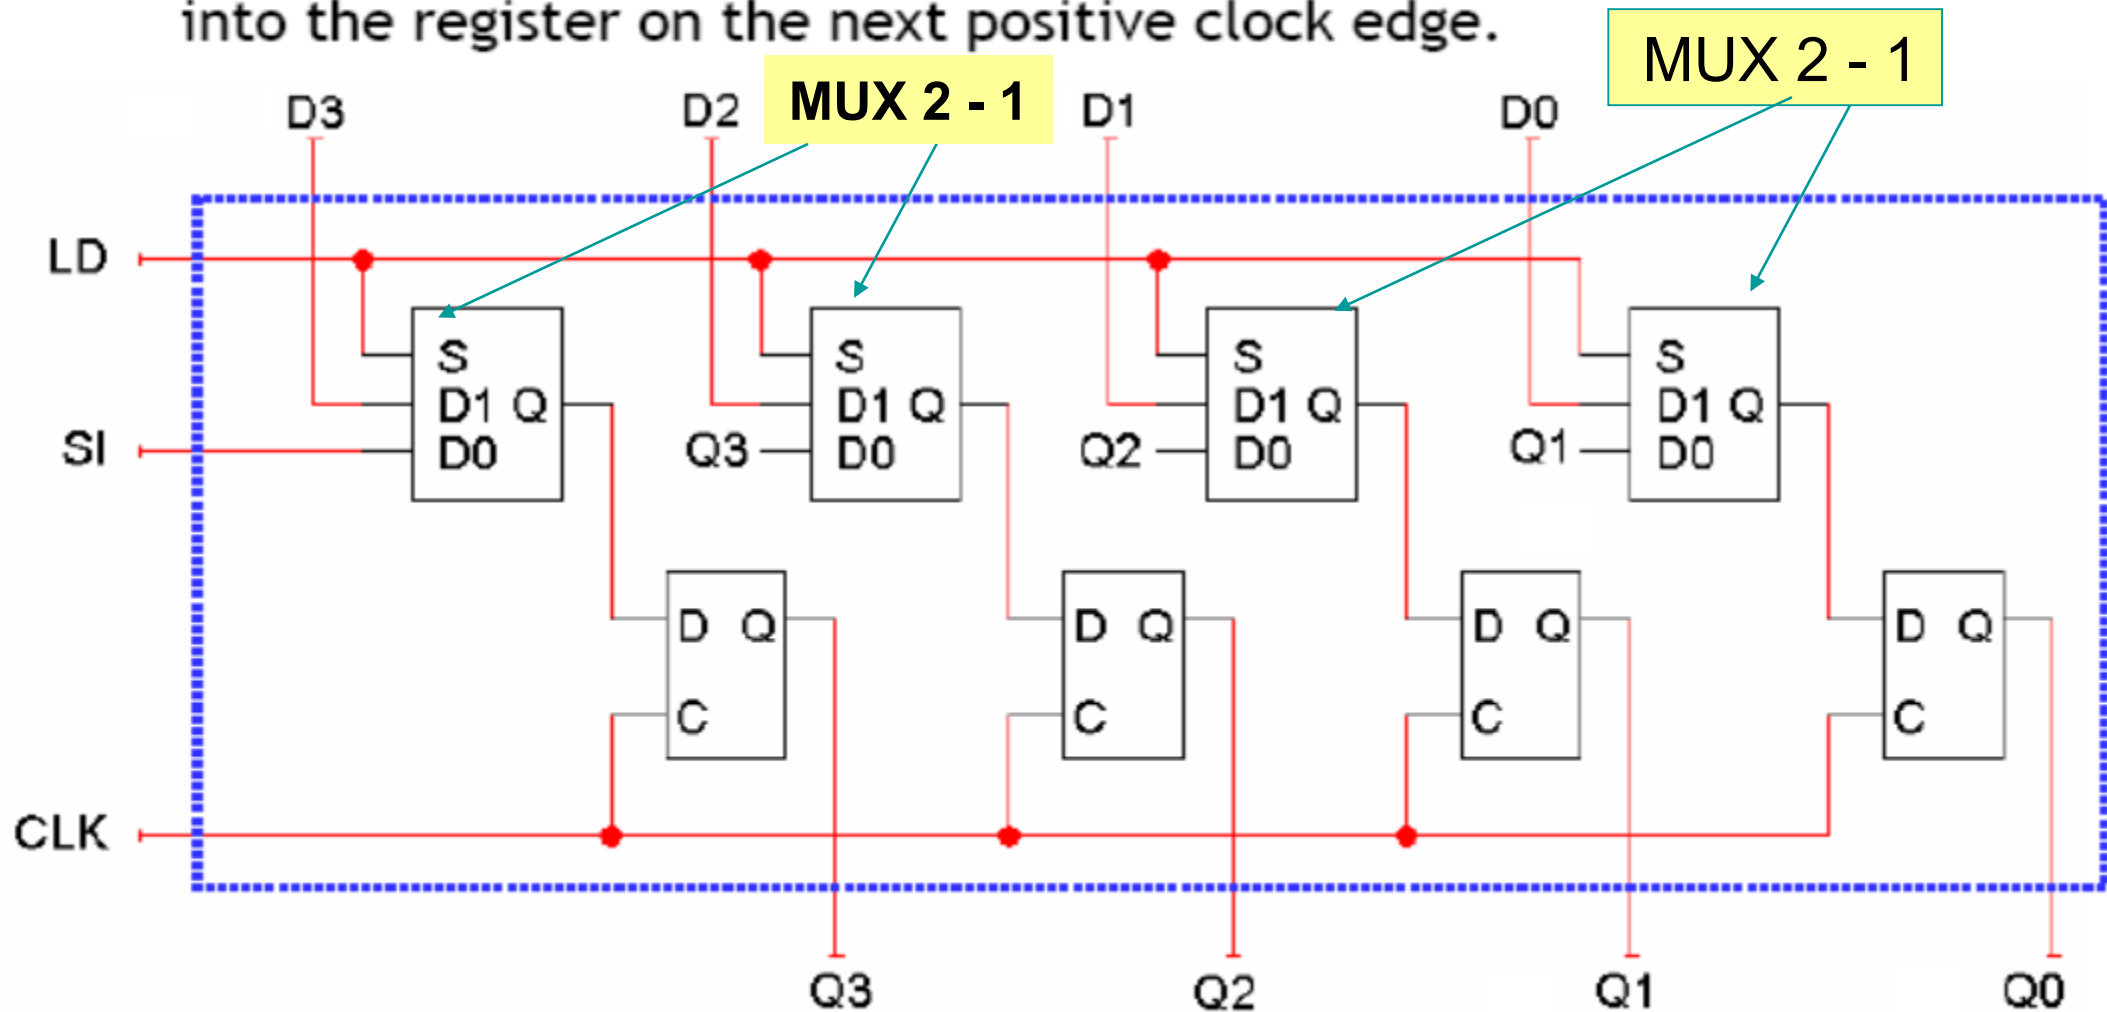 into the register on the next positive clock edge.
MUX 2 - 1
MUX 2 - 1
D3 D2 D1 D0
LD
S S S S
D1 Q D1 Q D1 Q D1 Q
SI D0 Q3 D0 Q2 D0 Q1 D0
D Q D Q D Q D Q
C C C C
CLK
Q3 Q2 Q1 Q0